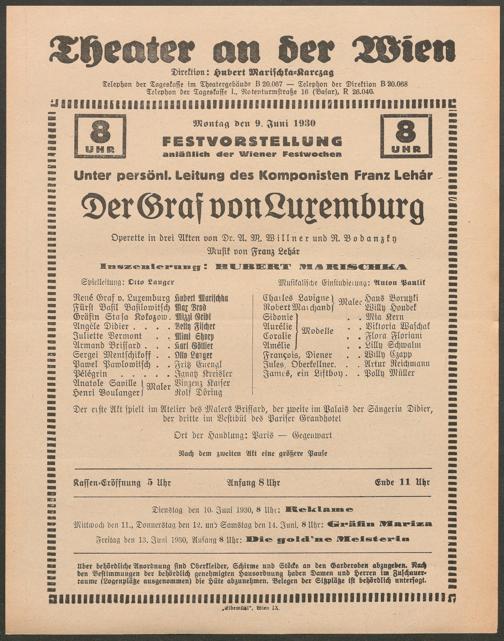 Theater an der Wien
Direktion: Hubert Marischka-Karczag
Telephon der Tageskasse im Theatergebäude B 20.067 — Telephon der Direktion B 20.068
Telephon der Tageskasse I., Rotenturmstraße 16 (Basar), R 26.040.
8 UHR
Montag den 9. Juni 1930
8 UHR
FESTVORSTELLUNG
anläßlich der Wiener Festwochen
Unter persönl. Leitung des Komponisten Franz Lehár
Der Graf von Luxemburg
Operette in drei Akten von Dr. A. M. Willner und R. Bodanzky
Musik von Franz Lehár
Inszenierung: HUBERT MARISCHKA
Spielleitung: Otto Langer
Musikalische Einstudierung: Anton Paulik
René Graf v. Luxemburg Hubert Marischka
Fürst Basil Basilowitsch Max Brod
Gräfin Stasa Kokozow. Mizzi Geibl
Angèle Didier . . . . Betty Fischer
Juliette Vermont . . . Mimi Shorp
Armand Brissard . . . Karl Göttler
Sergei Mentschikoff . . Otto Langer
Pawel Pawlowitsch . . Fritz
Pélégrin . . . . . Ignaz Kreisler
Anatole Saville } Maler Vinzenz Kaiser
Henri Boulanger Rolf Döring
Charles Lavigne } Maler Hans
Robert Marchand Willy Hondek
Sidonie } Modelle Mia Kern
Aurélie Viktoria Waschak
Coralie Flora Floriani
Amélie Lilly Schwalm
François, Diener . . Willy Czapp
Jules, Oberkellner. . Artur Reichmann
James, ein Liftboy . . Polly Müller
Der erste Akt spielt im Atelier des Malers Brissard, der zweite im Palais der Sängerin Didier,
der dritte im Vestibül des Pariser Grandhotel
Ort der Handlung: Paris — Gegenwart
Nach dem zweiten Akt eine größere Pause
Kassen-Eröffnung 5 Uhr Anfang 8 Uhr Ende 11 Uhr
Dienstag den 10. Juni 1930, 8 Uhr: Reklame
Mittwoch den 11., Donnerstag den 12. und Samstag den 14. Juni, 8 Uhr: Gräfin Mariza
Freitag den 13. Juni 1930, Anfang 8 Uhr: Die gold'ne Meisterin
Über behördliche Anordnung sind Oberkleider, Schirme und Stöcke an den Garderoben abzugeben. Nach
den Bestimmungen der behördlich genehmigten Hausordnung haben Damen und Herren im Zuschauer-
raume (Logenplätze ausgenommen) die Hüte abzunehmen. Belegen der Sitzplätze ist behördlich untersagt.
„Elbemühl“, Wien IX.